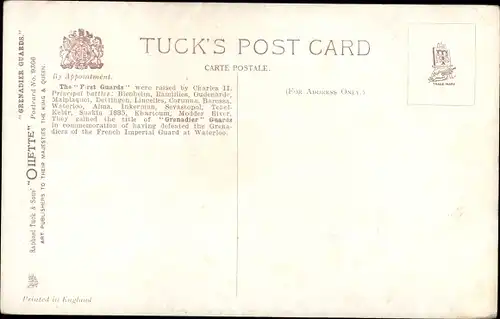 TUCK'S POST CARD
CARTE POSTALE.
By Appointment.
(FOR ADDRESS ONLY.)
TRADE MARK
The "First Guards" were raised by Charles II.
Principal battles: Blenheim, Ramillies, Oudenarde,
Malplaquet, Dettingen, Lincelles, Corunna, Barossa,
Waterloo, Alma, Inkerman, Sevastopol, Tel-el-
Kebir, Suakin 1885, Khartoum, Modder River.
They gained the title of "Grenadier" Guards
in commemoration of having defeated the Grena-
diers of the French Imperial Guard at Waterloo.
"GRENADIER GUARDS."
Raphael Tuck & Sons' "OILETTE" Postcard No.
ART PUBLISHERS TO THEIR MAJESTIES THE KING & QUEEN.
Printed in England